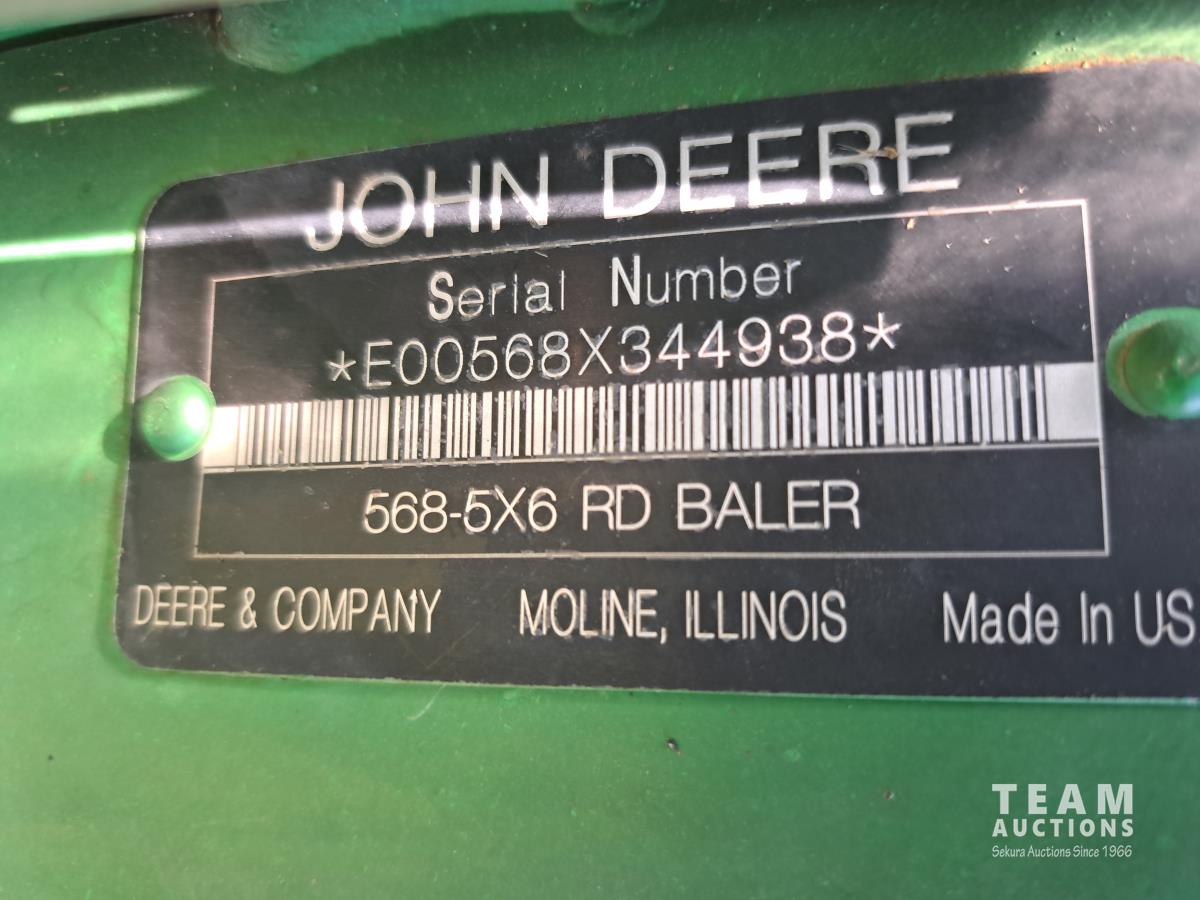 JOHN DEERE
Serial Number
*E00568X344938*
568-5X6 RD BALER
DEERE & COMPANY MOLINE, ILLINOIS Made In US
TEAM
AUCTIONS
Sekura Auctions Since 1966